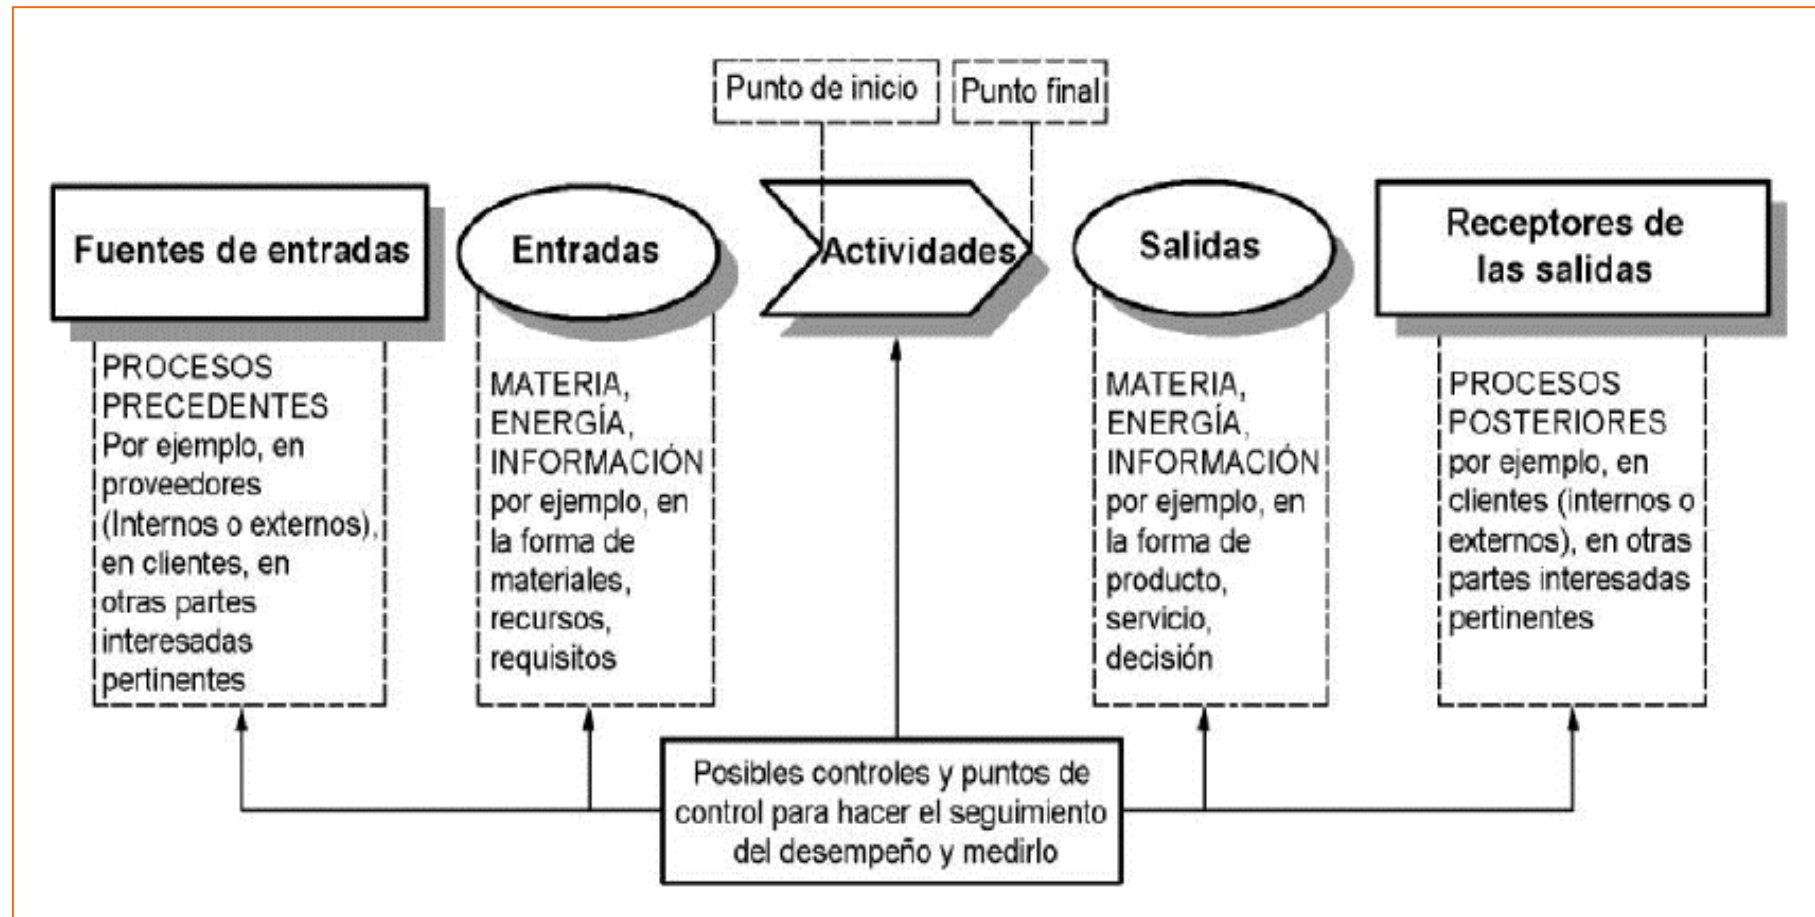 Punto de inicio
Punto final
Fuentes de entradas
Entradas
Actividades
Salidas
Receptores de
las salidas
PROCESOS
PRECEDENTES
Por ejemplo, en
proveedores
(Internos o externos),
en clientes, en
otras partes
interesadas
pertinentes
MATERIA,
ENERGÍA,
INFORMACIÓN
por ejemplo, en
la forma de
materiales,
recursos,
requisitos
MATERIA,
ENERGÍA,
INFORMACIÓN
por ejemplo, en
la forma de
producto,
servicio,
decisión
PROCESOS
POSTERIORES
por ejemplo, en
clientes (internos o
externos), en otras
partes interesadas
pertinentes
Posibles controles y puntos de
control para hacer el seguimiento
del desempeño y medirlo